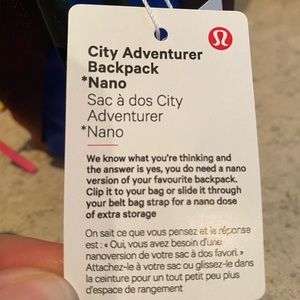 City Adventurer
Backpack
*Nano
Sac à dos City
Adventurer
*Nano
We know what you're thinking and
the answer is yes, you do need a nano
version of your favourite backpack.
Clip it to your bag or slide it through
your belt bag strap for a nano dose
of extra storage
On sait ce que vous pensez et la réponse
est : « Oui, vous avez besoin d'une
nanoversion de votre sac à dos favori. »
Attachez-le à votre sac ou glissez-le dans
la ceinture pour un tout petit peu plus
d'espace de rangement